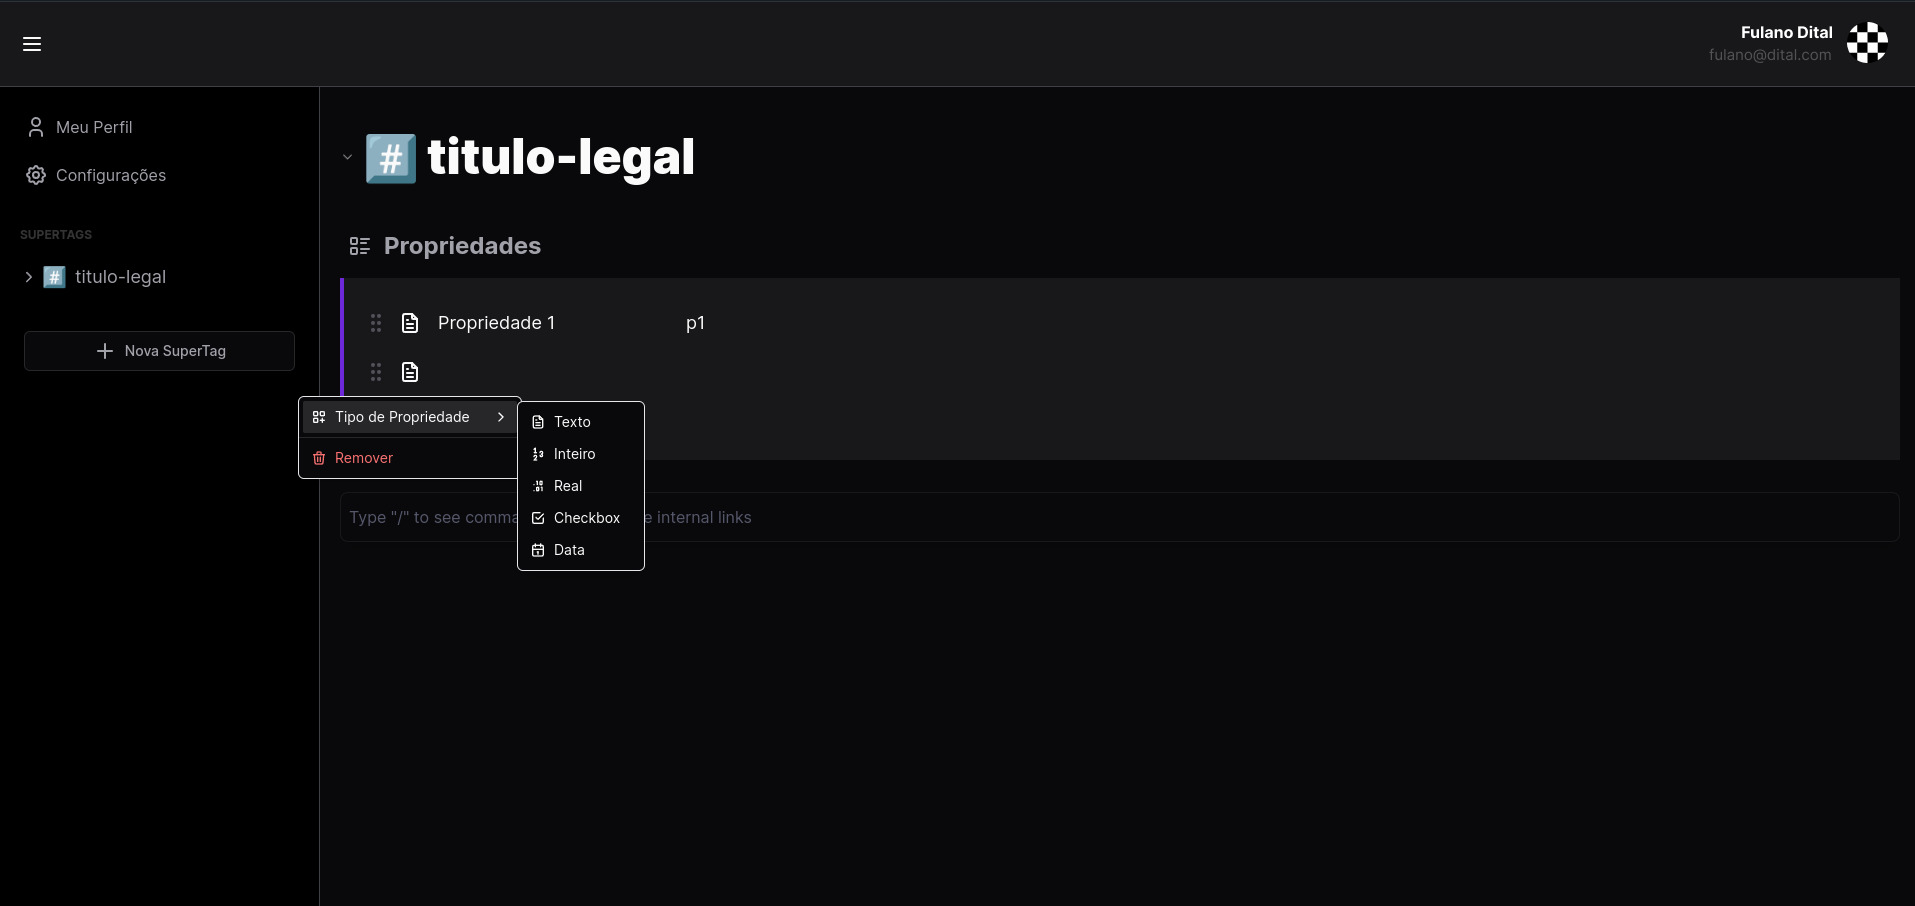 Fulano Dital
fulano@dital.com
Meu Perfil
Configurações
SUPERTAGS
# titulo-legal
Nova SuperTag
# titulo-legal
Propriedades
Propriedade 1 p1
Tipo de Propriedade
Remover
Texto
Inteiro
Real
Checkbox
Data
Type "/" to see comma e internal links